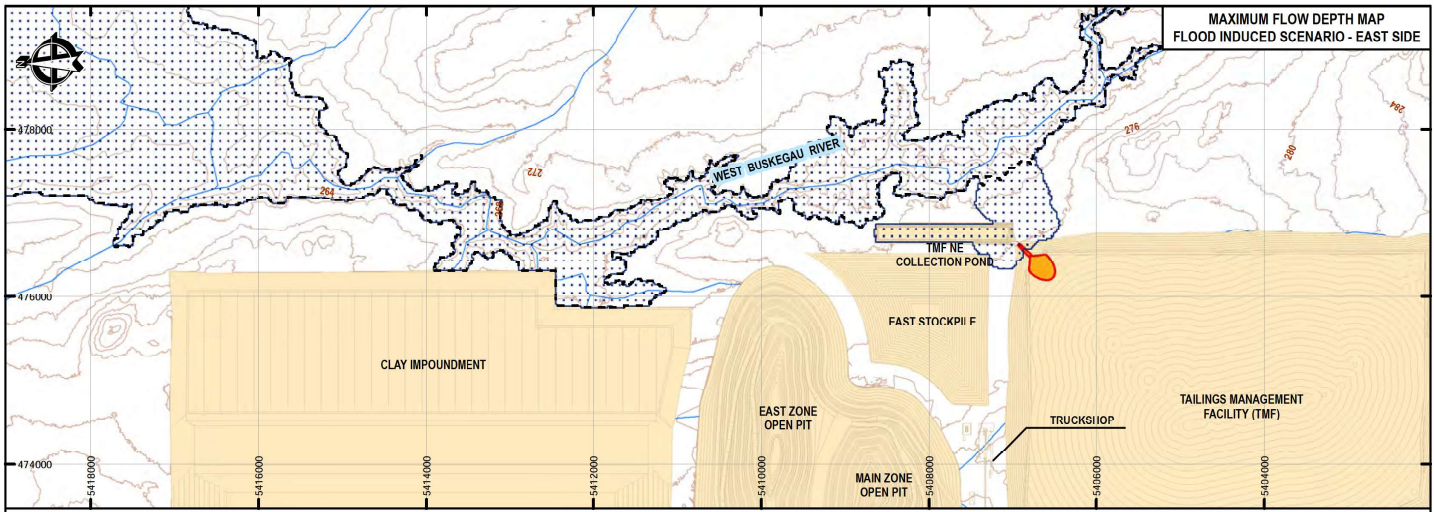 MAXIMUM FLOW DEPTH MAP
FLOOD INDUCED SCENARIO - EAST SIDE
N
284
478000
276
280
WEST BUSKEGAU RIVER
272
264
268
TMF NE
COLLECTION POND
476000
EAST STOCKPILE
CLAY IMPOUNDMENT
EAST ZONE
OPEN PIT
TAILINGS MANAGEMENT
FACILITY (TMF)
TRUCKSHOP
474000
MAIN ZONE
OPEN PIT
5418000
5416000
5414000
5412000
5410000
5408000
5406000
5404000